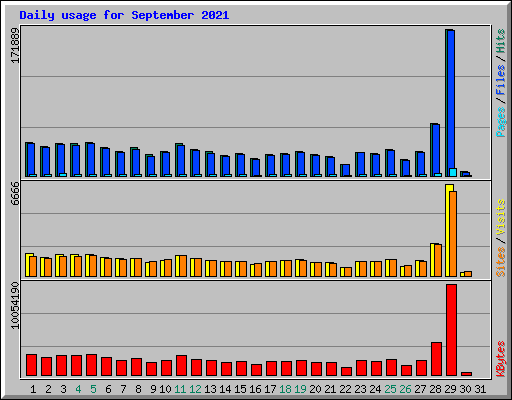 Daily usage for September 2021
171889
Pages/Files/Hits
6666
Sites/Visits
10054190
KBytes
1 2 3 4 5 6 7 8 9 10 11 12 13 14 15 16 17 18 19 20 21 22 23 24 25 26 27 28 29 30 31